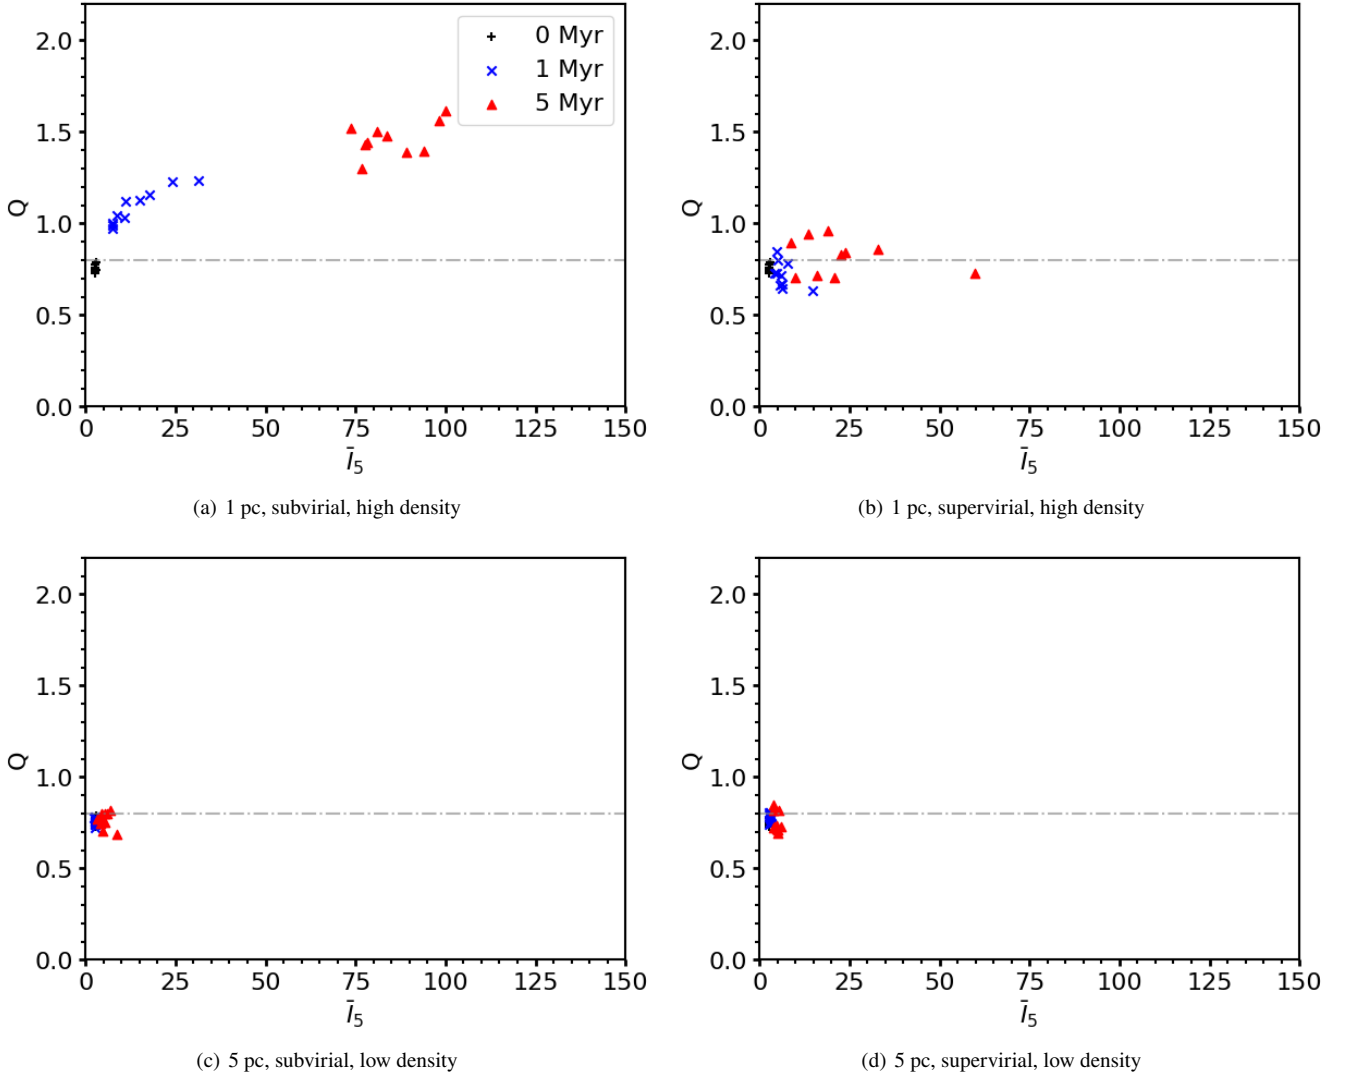 2.0
1.5
1.0
0.5
0.0
Q
0 Myr
1 Myr
5 Myr
0 25 50 75 100 125 150
Ī₅
(a) 1 pc, subvirial, high density
2.0
1.5
1.0
0.5
0.0
Q
0 25 50 75 100 125 150
Ī₅
(b) 1 pc, supervirial, high density
2.0
1.5
1.0
0.5
0.0
Q
0 25 50 75 100 125 150
Ī₅
(c) 5 pc, subvirial, low density
2.0
1.5
1.0
0.5
0.0
Q
0 25 50 75 100 125 150
Ī₅
(d) 5 pc, supervirial, low density